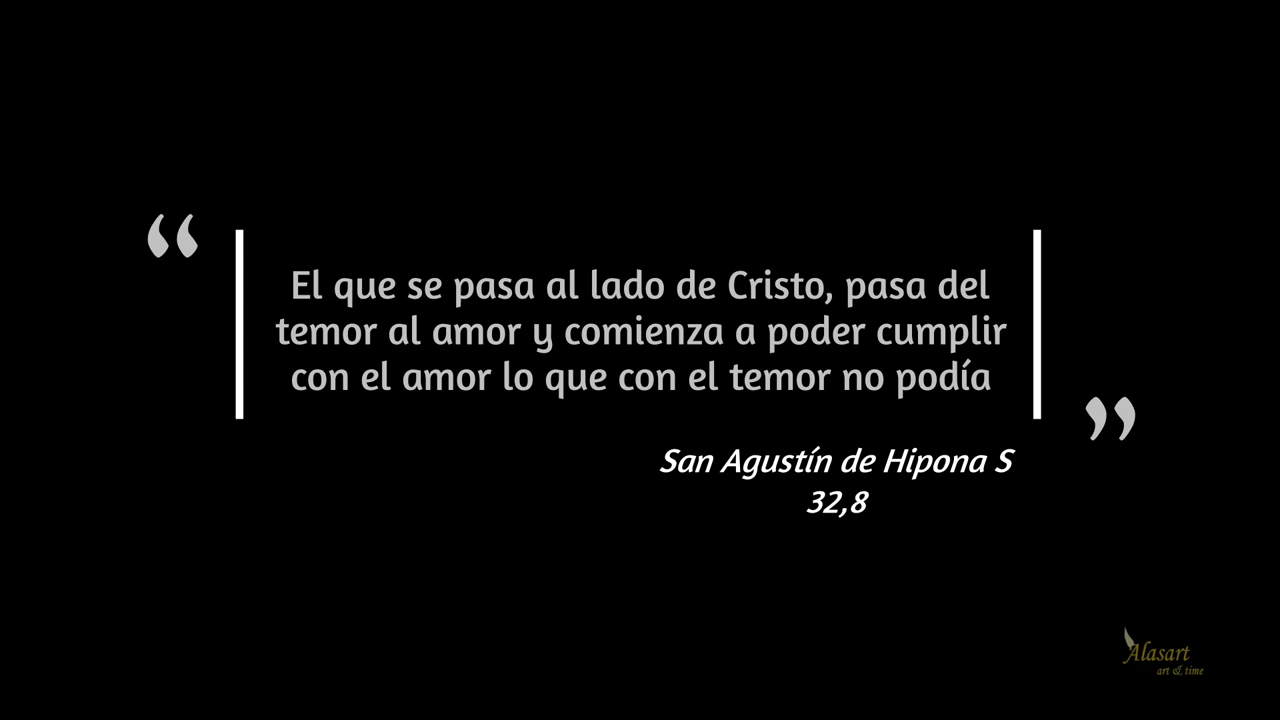 “
El que se pasa al lado de Cristo, pasa del
temor al amor y comienza a poder cumplir
con el amor lo que con el temor no podía
”
San Agustín de Hipona S
32,8
Alasart
art & time